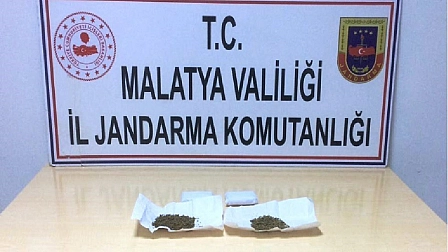 T.C.
MALATYA VALİLİĞİ
İL JANDARMA KOMUTANLIĞI